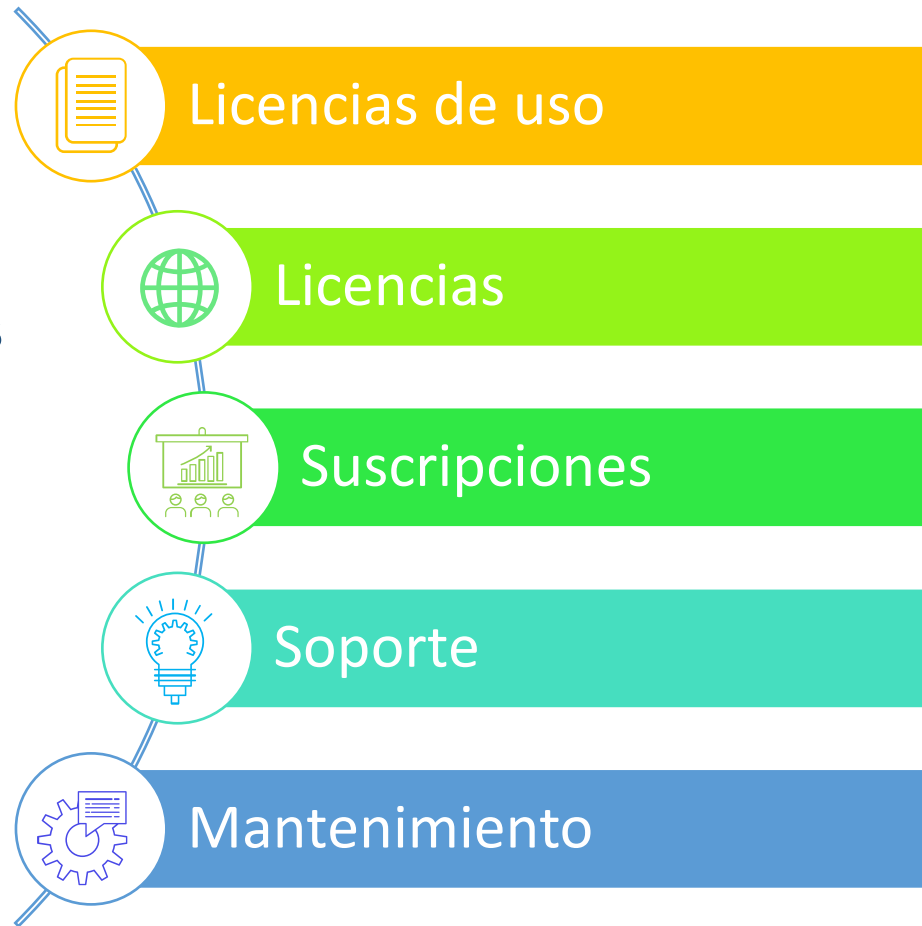 Licencias de uso
Licencias
Suscripciones
Soporte
Mantenimiento